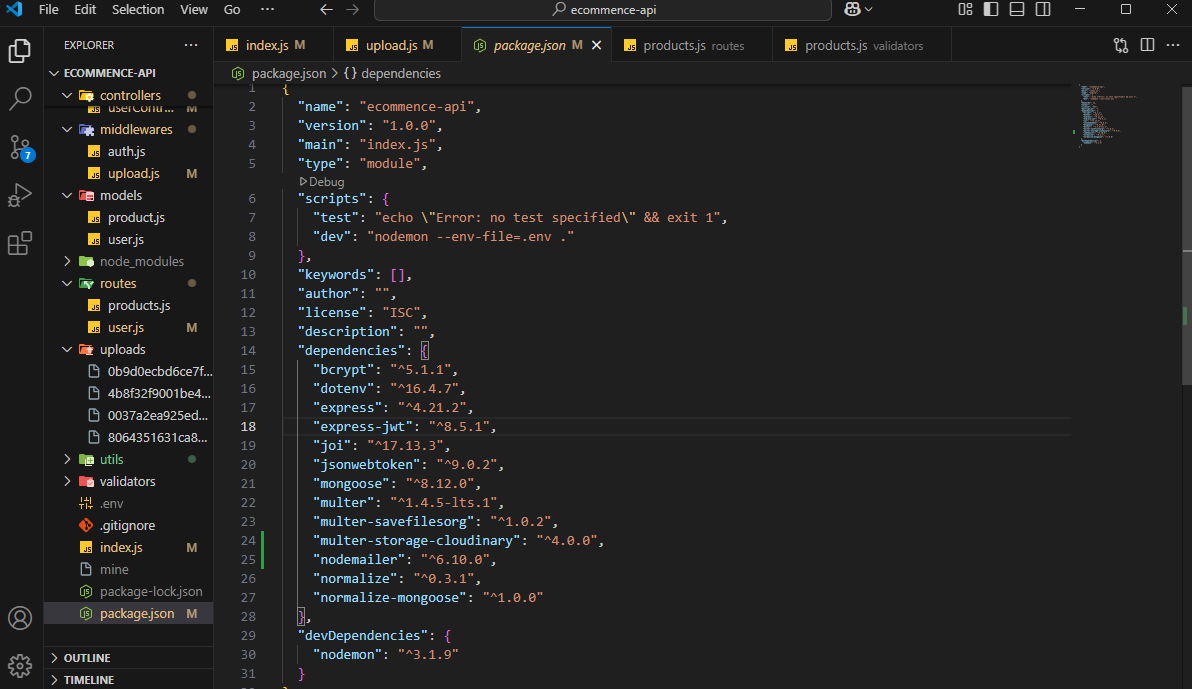 File Edit Selection View Go ··· ecommence-api
EXPLORER ···
ECOMMENCE-API
controllers
userContr... M
middlewares
auth.js
upload.js M
models
product.js
user.js
node_modules
routes
products.js
user.js M
uploads
0b9d0ecbd6ce7f...
4b8f32f9001be4...
0037a2ea925ed...
8064351631ca8...
utils
validators
.env
.gitignore
index.js M
mine
package-lock.json
package.json M
OUTLINE
TIMELINE
7
index.js M upload.js M package.json M products.js routes products.js validators
package.json > {} dependencies
1 {
2 "name": "ecommence-api",
3 "version": "1.0.0",
4 "main": "index.js",
5 "type": "module",
Debug
6 "scripts": {
7 "test": "echo \"Error: no test specified\" && exit 1",
8 "dev": "nodemon --env-file=.env ."
9 },
10 "keywords": [],
11 "author": "",
12 "license": "ISC",
13 "description": "",
14 "dependencies": {
15 "bcrypt": "^5.1.1",
16 "dotenv": "^16.4.7",
17 "express": "^4.21.2",
18 "express-jwt": "^8.5.1",
19 "joi": "^17.13.3",
20 "jsonwebtoken": "^9.0.2",
21 "mongoose": "^8.12.0",
22 "multer": "^1.4.5-lts.1",
23 "multer-savefilesorg": "^1.0.2",
24 "multer-storage-cloudinary": "^4.0.0",
25 "nodemailer": "^6.10.0",
26 "normalize": "^0.3.1",
27 "normalize-mongoose": "^1.0.0"
28 },
29 "devDependencies": {
30 "nodemon": "^3.1.9"
31 }